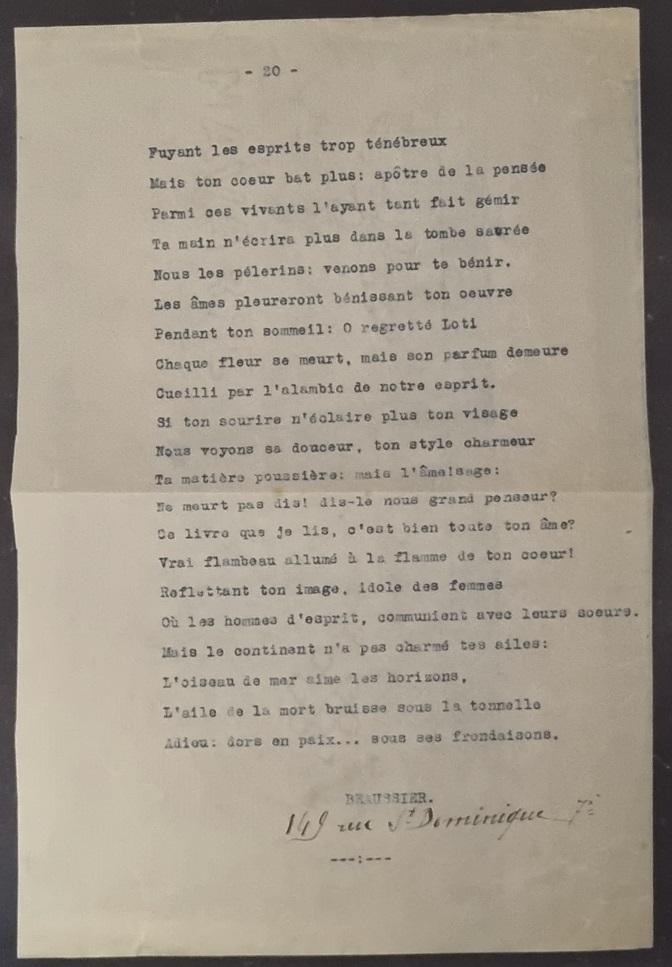 - 20 -
Fuyant les esprits trop ténébreux
Mais ton coeur bat plus: apôtre de la pensée
Parmi ces vivants l'ayant tant fait gémir
Ta main n'écrira plus dans la tombe sacrée
Nous les pélerins: venons pour te bénir.
Les âmes pleureront bénissant ton oeuvre
Pendant ton sommeil: O regretté Loti
Chaque fleur se meurt, mais son parfum demeure
Cueilli par l'alambic de notre esprit.
Si ton sourire n'éclaire plus ton visage
Nous voyons sa douceur, ton style charmeur
Ta matière poussière: mais l'âme!sage:
Ne meurt pas dis! dis-le nous grand penseur?
Ce livre que je lis, c'est bien toute ton âme?
Vrai flambeau allumé à la flamme de ton coeur!
Reflettant ton image, idole des femmes
Où les hommes d'esprit, communient avec leurs soeurs.
Mais le continent n'a pas charmé tes ailes:
L'oiseau de mer aime les horizons,
L'aile de la mort bruisse sous la tonnelle
Adieu: dors en paix... sous ses frondaisons.
BEAUSSIER.
149 rue St Dominique 7e
---:---